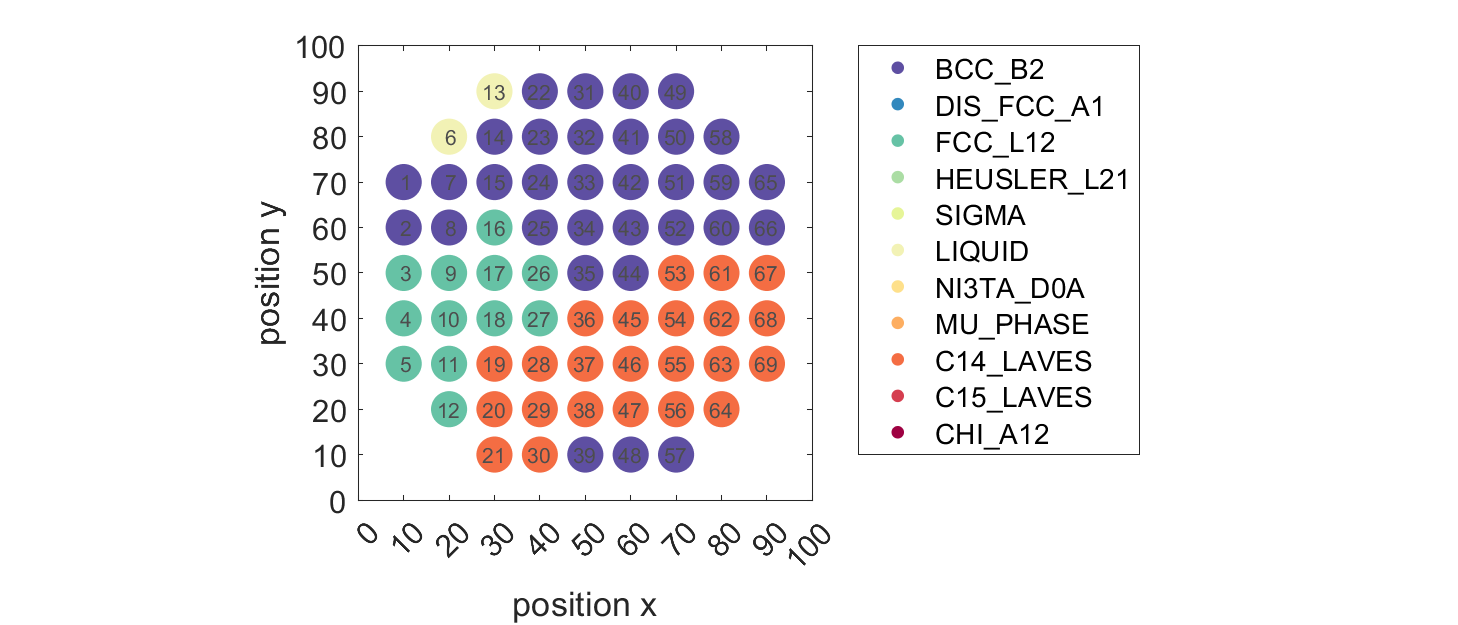 100
90
80
70
60
50
40
30
20
10
0
position y
13 22 31 40 49
6 14 23 32 41 50 58
1 7 15 24 33 42 51 59 65
2 8 16 25 34 43 52 60 66
3 9 17 26 35 44 53 61 67
4 10 18 27 36 45 54 62 68
5 11 19 28 37 46 55 63 69
12 20 29 38 47 56 64
21 30 39 48 57
0 10 20 30 40 50 60 70 80 90 100
position x
BCC_B2
DIS_FCC_A1
FCC_L12
HEUSLER_L21
SIGMA
LIQUID
NI3TA_D0A
MU_PHASE
C14_LAVES
C15_LAVES
CHI_A12